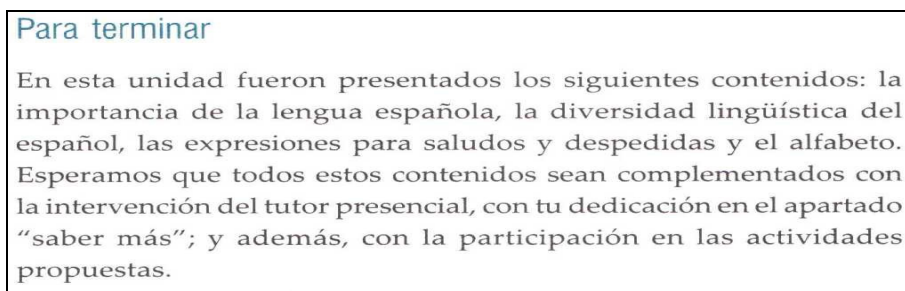 Para terminar
En esta unidad fueron presentados los siguientes contenidos: la
importancia de la lengua española, la diversidad lingüística del
español, las expresiones para saludos y despedidas y el alfabeto.
Esperamos que todos estos contenidos sean complementados con
la intervención del tutor presencial, con tu dedicación en el apartado
“saber más”; y además, con la participación en las actividades
propuestas.